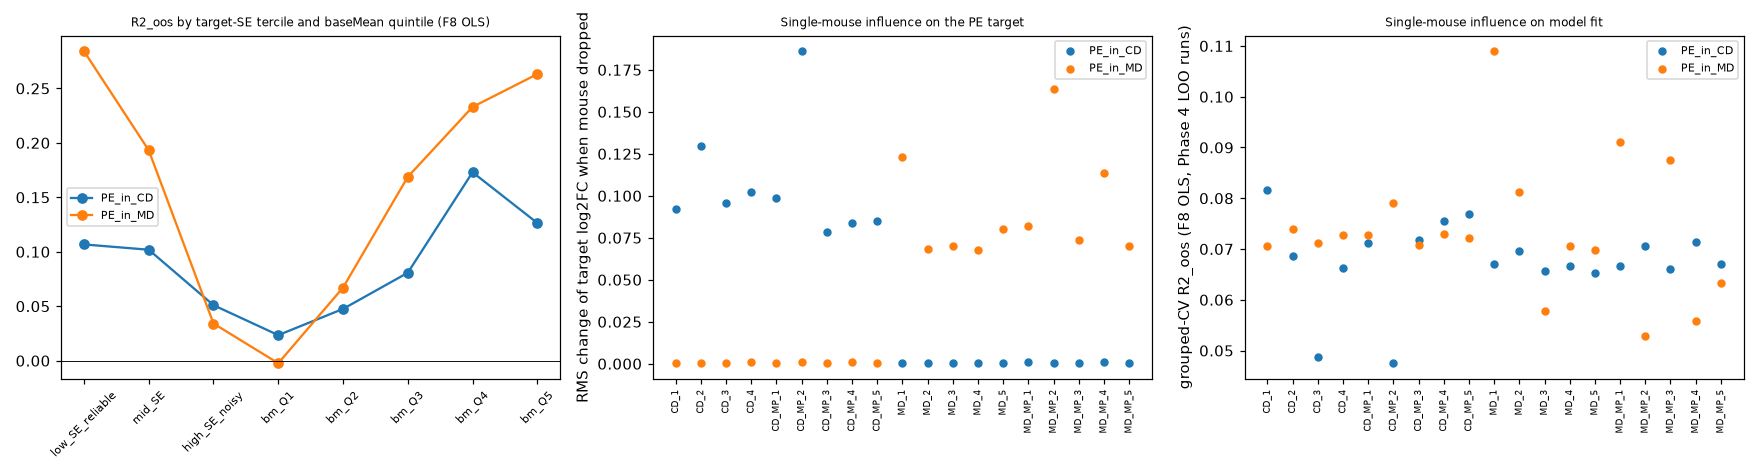 R2_oos by target-SE tercile and baseMean quintile (F8 OLS)
0.25
0.20
0.15
0.10
0.05
0.00
PE_in_CD
PE_in_MD
low_SE_reliable
mid_SE
high_SE_noisy
bm_Q1
bm_Q2
bm_Q3
bm_Q4
bm_Q5
Single-mouse influence on the PE target
RMS change of target log2FC when mouse dropped
0.175
0.150
0.125
0.100
0.075
0.050
0.025
0.000
PE_in_CD
PE_in_MD
CD_1
CD_2
CD_3
CD_4
CD_MP_1
CD_MP_2
CD_MP_3
CD_MP_4
CD_MP_5
MD_1
MD_2
MD_3
MD_4
MD_5
MD_MP_1
MD_MP_2
MD_MP_3
MD_MP_4
MD_MP_5
Single-mouse influence on model fit
grouped-CV R2_oos (F8 OLS, Phase 4 LOO runs)
0.11
0.10
0.09
0.08
0.07
0.06
0.05
PE_in_CD
PE_in_MD
CD_1
CD_2
CD_3
CD_4
CD_MP_1
CD_MP_2
CD_MP_3
CD_MP_4
CD_MP_5
MD_1
MD_2
MD_3
MD_4
MD_5
MD_MP_1
MD_MP_2
MD_MP_3
MD_MP_4
MD_MP_5